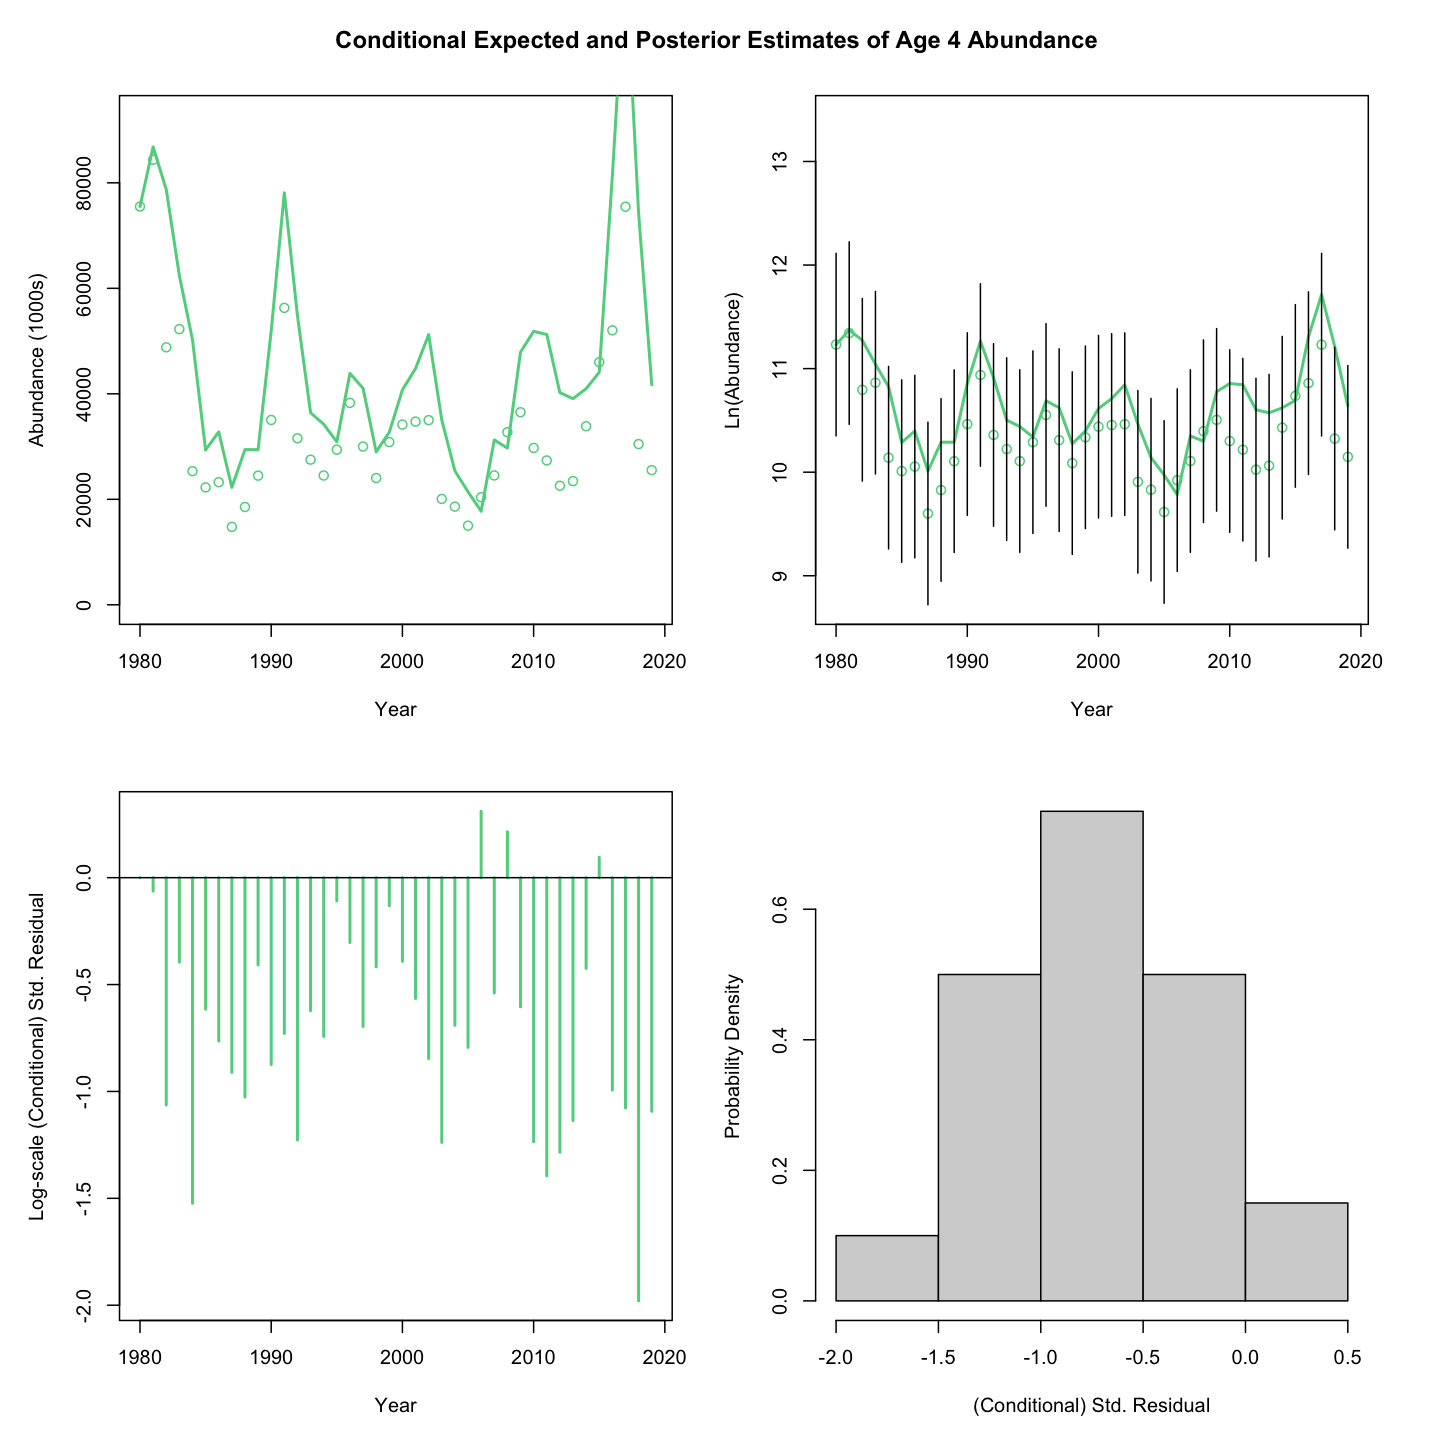 Conditional Expected and Posterior Estimates of Age 4 Abundance
Abundance (1000s)
80000
60000
40000
20000
0
1980 1990 2000 2010 2020
Year
Ln(Abundance)
13
12
11
10
9
1980 1990 2000 2010 2020
Year
Log-scale (Conditional) Std. Residual
0.0
-0.5
-1.0
-1.5
-2.0
1980 1990 2000 2010 2020
Year
Probability Density
0.6
0.4
0.2
0.0
-2.0 -1.5 -1.0 -0.5 0.0 0.5
(Conditional) Std. Residual